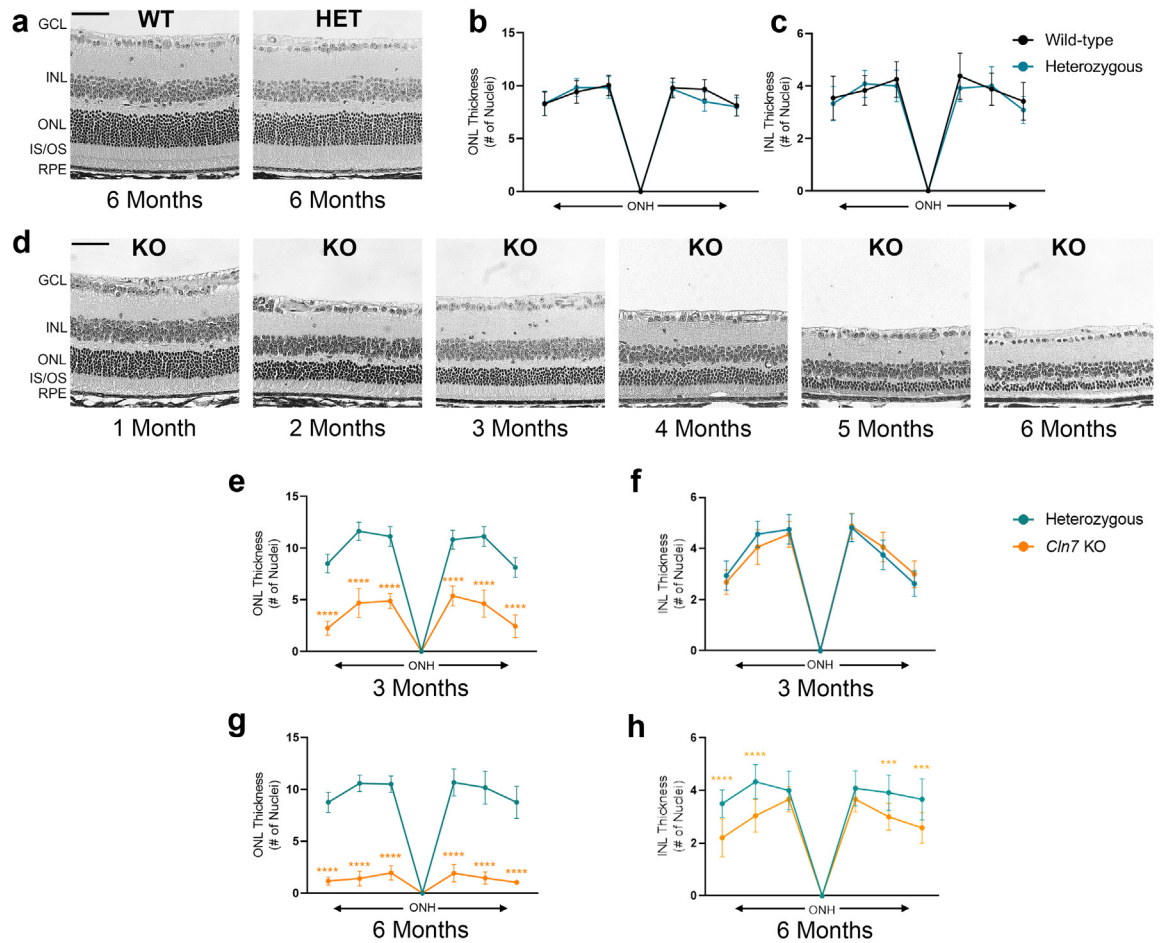 a
WT
HET
GCL
INL
ONL
IS/OS
RPE
6 Months
6 Months
b
15
10
5
0
ONL Thickness
(# of Nuclei)
ONH
c
6
4
2
0
INL Thickness
(# of Nuclei)
ONH
Wild-type
Heterozygous
d
KO
KO
KO
KO
KO
KO
GCL
INL
ONL
IS/OS
RPE
1 Month
2 Months
3 Months
4 Months
5 Months
6 Months
e
15
10
5
0
ONL Thickness
(# of Nuclei)
**** **** **** **** **** ****
ONH
3 Months
f
6
4
2
0
INL Thickness
(# of Nuclei)
ONH
3 Months
Heterozygous
Cln7 KO
g
15
10
5
0
ONL Thickness
(# of Nuclei)
**** **** **** **** **** ****
ONH
6 Months
h
6
4
2
0
INL Thickness
(# of Nuclei)
**** **** *** ***
ONH
6 Months